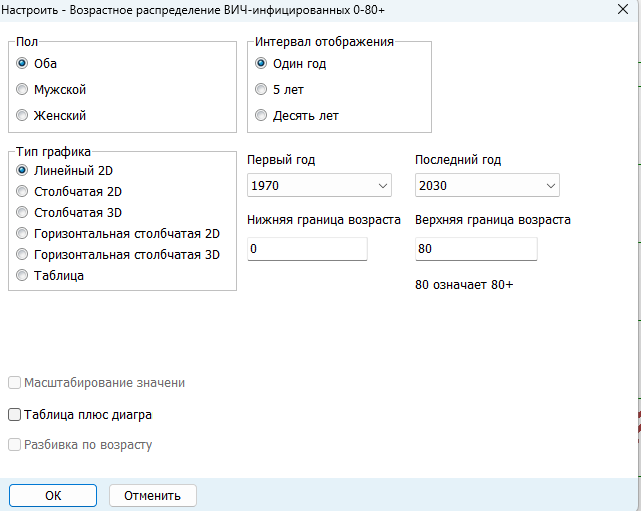 Настроить - Возрастное распределение ВИЧ-инфицированных 0-80+
Пол
Оба
Мужской
Женский
Интервал отображения
Один год
5 лет
Десять лет
Тип графика
Линейный 2D
Столбчатая 2D
Столбчатая 3D
Горизонтальная столбчатая 2D
Горизонтальная столбчатая 3D
Таблица
Первый год
1970
Последний год
2030
Нижняя граница возраста
0
Верхняя граница возраста
80
80 означает 80+
Масштабирование значени
Таблица плюс диагра
Разбивка по возрасту
ОК
Отменить